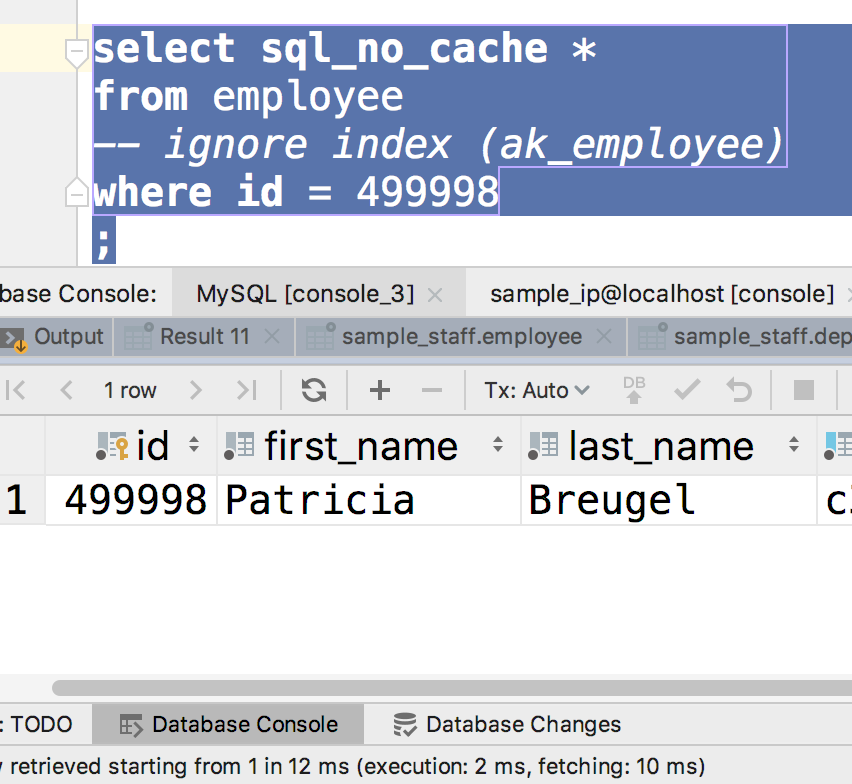 select sql_no_cache *
from employee
-- ignore index (ak_employee)
where id = 499998
;
base Console: MySQL [console_3] sample_ip@localhost [console]
Output Result 11 sample_staff.employee sample_staff.dep
1 row Tx: Auto DB
id first_name last_name
1 499998 Patricia Breugel
: TODO Database Console Database Changes
retrieved starting from 1 in 12 ms (execution: 2 ms, fetching: 10 ms)